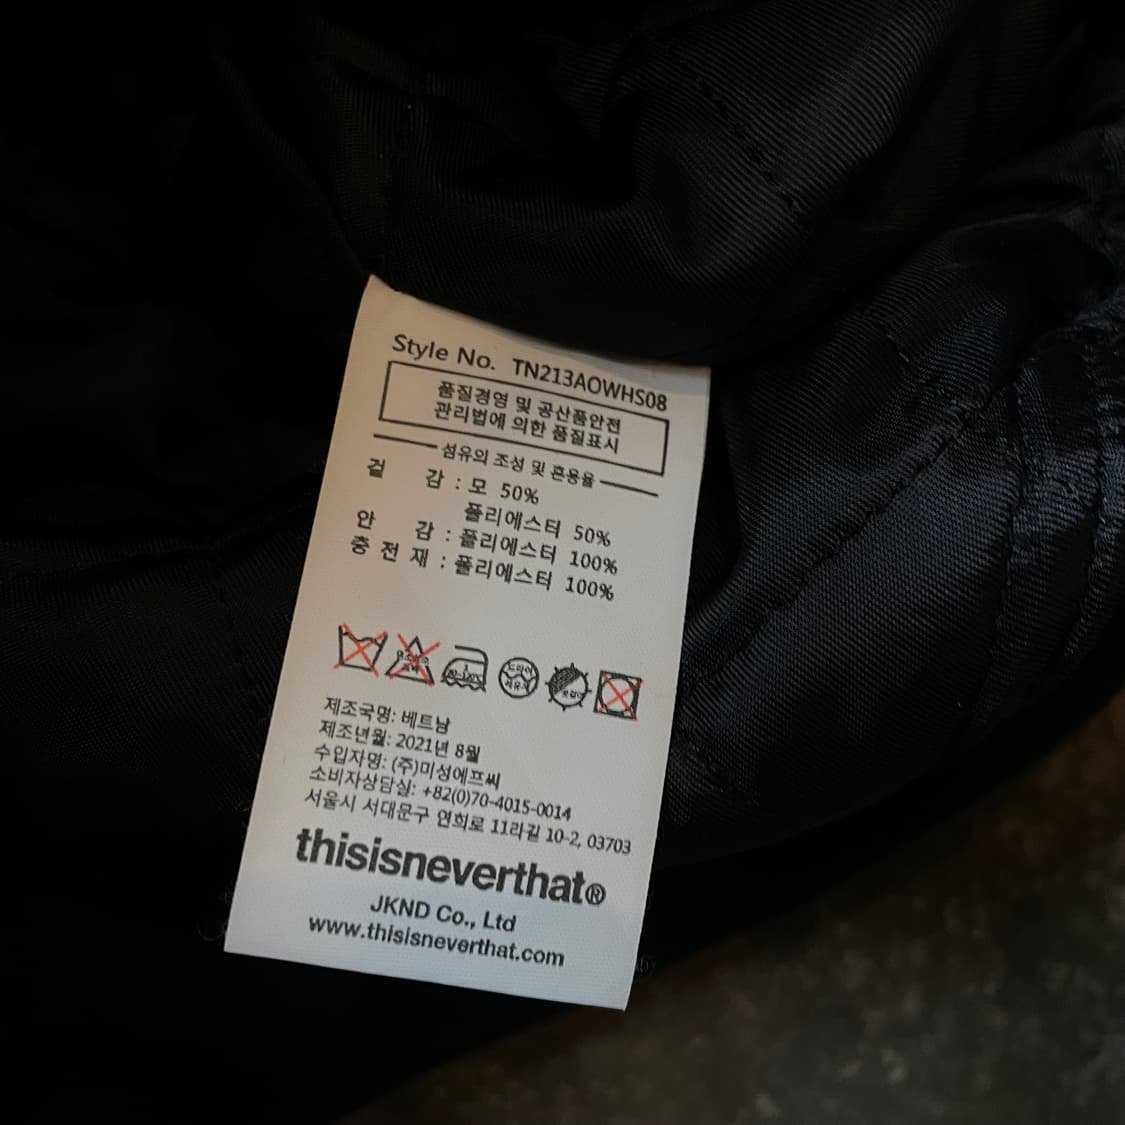 Style No. TN213AOWHS08
품질경영 및 공산품안전
관리법에 의한 품질표시
섬유의 조성 및 혼용율
겉 감 : 모 50%
폴리에스터 50%
안 감 : 폴리에스터 100%
충 전 재 : 폴리에스터 100%
드라이
옷걸이
제조국명: 베트남
제조년월: 2021년 8월
수입자명: (주)미성에프씨
소비자상담실: +82(0)70-4015-0014
서울시 서대문구 연희로 11라길 10-2, 03703
thisisneverthat®
JKND Co., Ltd
www.thisisneverthat.com